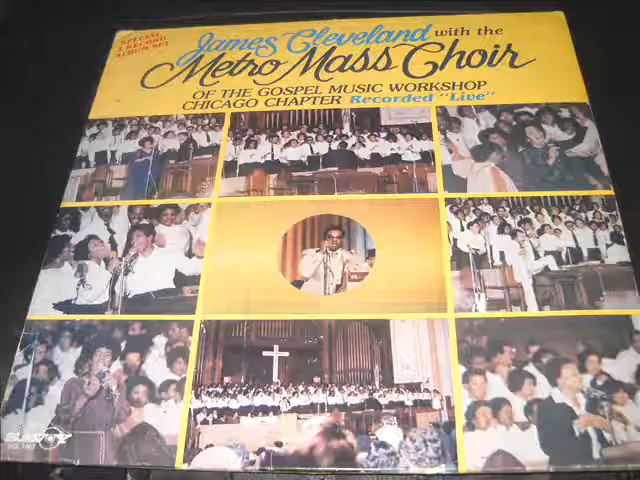 SPECIAL
2 RECORD
ALBUM SET
James Cleveland with the
Metro Mass Choir
OF THE GOSPEL MUSIC WORKSHOP
CHICAGO CHAPTER Recorded "Live"
savoy